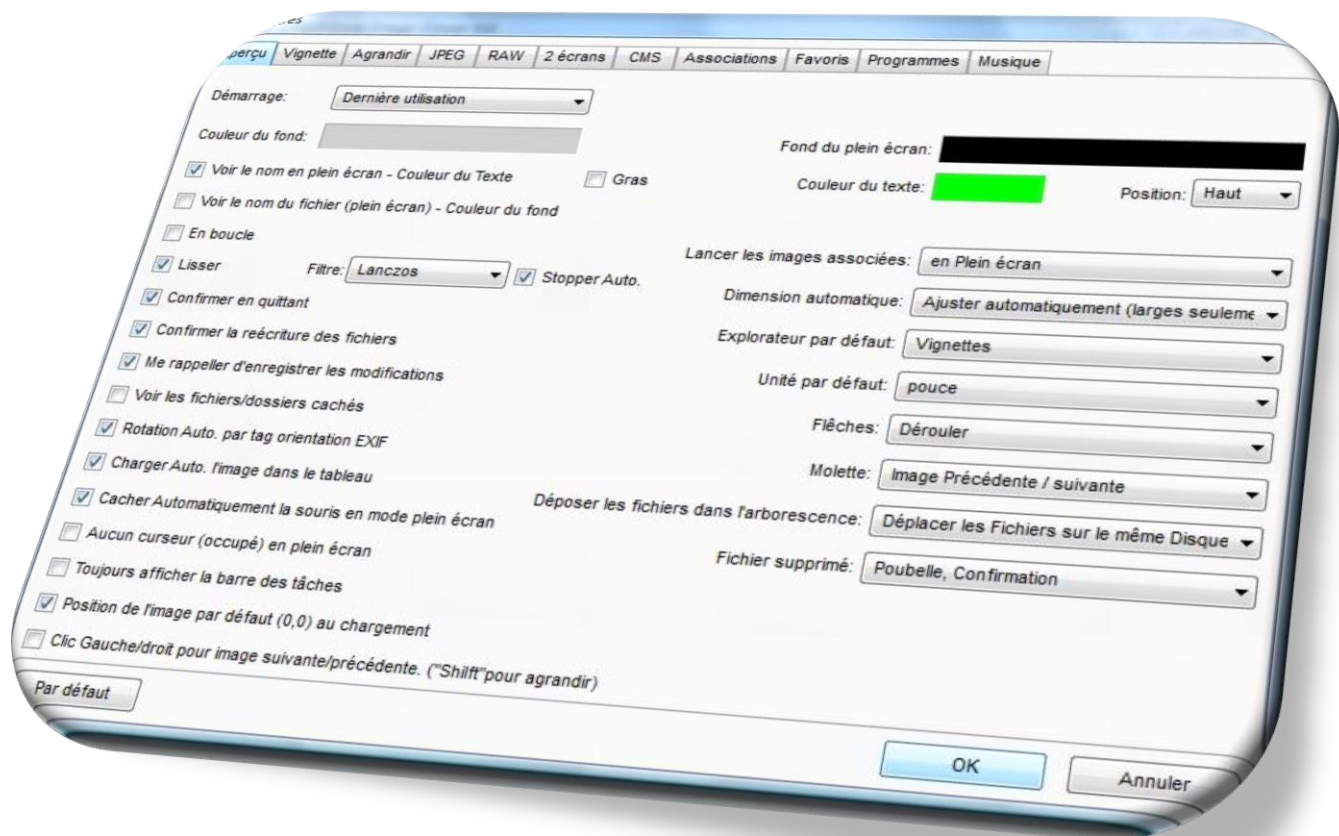 Vignette Agrandir JPEG RAW 2 écrans CMS Associations Favoris Programmes Musique
Démarrage: Dernière utilisation
Couleur du fond:
Fond du plein écran:
Voir le nom en plein écran - Couleur du Texte
Gras
Couleur du texte:
Position: Haut
Voir le nom du fichier (plein écran) - Couleur du fond
En boucle
Lisser
Filtre: Lanczos
Stopper Auto.
Lancer les images associées: en Plein écran
Confirmer en quittant
Dimension automatique: Ajuster automatiquement (larges seuleme
Confirmer la reécriture des fichiers
Explorateur par défaut: Vignettes
Me rappeller d'enregistrer les modifications
Unité par défaut: pouce
Voir les fichiers/dossiers cachés
Flêches: Dérouler
Rotation Auto. par tag orientation EXIF
Molette: Image Précédente / suivante
Charger Auto. l'image dans le tableau
Déposer les fichiers dans l'arborescence: Déplacer les Fichiers sur le même Disque
Cacher Automatiquement la souris en mode plein écran
Fichier supprimé: Poubelle, Confirmation
Aucun curseur (occupé) en plein écran
Toujours afficher la barre des tâches
Position de l'image par défaut (0,0) au chargement
Clic Gauche/droit pour image suivante/précédente. ("Shilft"pour agrandir)
Par défaut
OK
Annuler